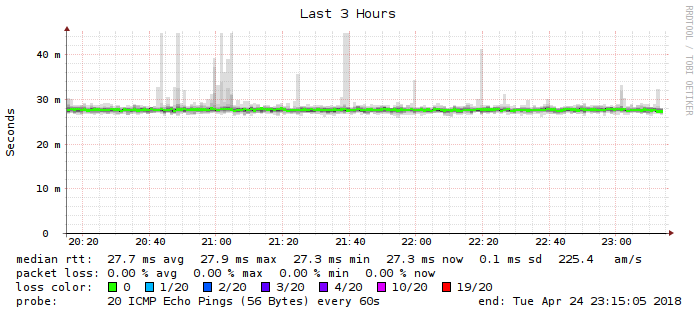 Last 3 Hours
RRDTOOL / TOBI OETIKER
Seconds
40 m
30 m
20 m
10 m
0
20:20 20:40 21:00 21:20 21:40 22:00 22:20 22:40 23:00
median rtt: 27.7 ms avg 27.9 ms max 27.3 ms min 27.3 ms now 0.1 ms sd 225.4 am/s
packet loss: 0.00 % avg 0.00 % max 0.00 % min 0.00 % now
loss color: 0 1/20 2/20 3/20 4/20 10/20 19/20
probe: 20 ICMP Echo Pings (56 Bytes) every 60s end: Tue Apr 24 23:15:05 2018